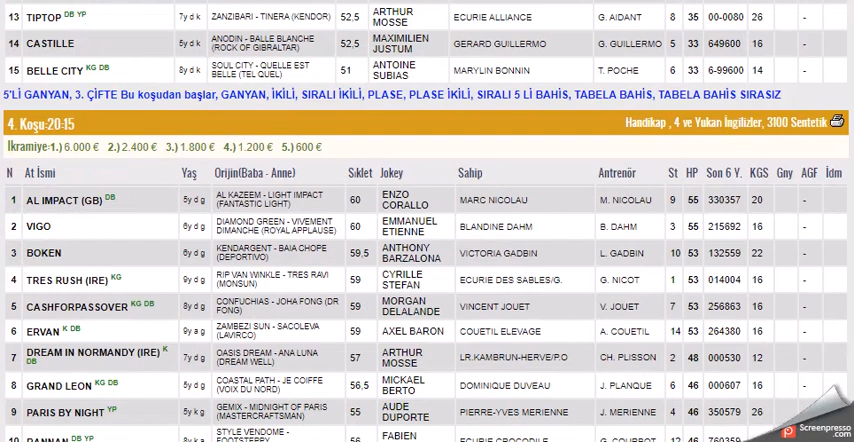 13 TIPTOP DB YP 7y d k ZANZIBARI - TINERA (KENDOR) 52,5 ARTHUR MOSSE ECURIE ALLIANCE G. AIDANT 8 35 00-0080 26 -
14 CASTILLE 5y d k ANODIN - BALLE BLANCHE (ROCK OF GIBRALTAR) 52,5 MAXIMILIEN JUSTUM GERARD GUILLERMO G. GUILLERMO 5 33 649600 16 -
15 BELLE CITY KG DB 8y d k SOUL CITY - QUELLE EST BELLE (TEL QUEL) 51 ANTOINE SUBIAS MARYLIN BONNIN T. POCHE 6 33 6-99600 14 -
5'Lİ GANYAN, 3. ÇİFTE Bu koşudan başlar, GANYAN, İKİLİ, SIRALI İKİLİ, PLASE, PLASE İKİLİ, SIRALI 5 Lİ BAHİS, TABELA BAHİS, TABELA BAHİS SIRASIZ
4. Koşu:20:15 Handikap , 4 ve Yukarı İngilizler, 3100 Sentetik
İkramiye:1.) 6.000 € 2.) 2.400 € 3.) 1.800 € 4.) 1.200 € 5.) 600 €
N At İsmi Yaş Orijin(Baba - Anne) Sıklet Jokey Sahip Antrenör St HP Son 6 Y. KGS Gny AGF İdm
1 AL IMPACT (GB) DB 5y d g AL KAZEEM - LIGHT IMPACT (FANTASTIC LIGHT) 60 ENZO CORALLO MARC NICOLAU M. NICOLAU 9 55 330357 20 -
2 VIGO 6y d g DIAMOND GREEN - VIVEMENT DIMANCHE (ROYAL APPLAUSE) 60 EMMANUEL ETIENNE BLANDINE DAHM B. DAHM 3 55 215692 16 -
3 BOKEN 6y d g KENDARGENT - BAIA CHOPE (DEPORTIVO) 59,5 ANTHONY BARZALONA VICTORIA GADBIN L. GADBIN 10 53 132559 22 -
4 TRES RUSH (IRE) KG 9y d g RIP VAN WINKLE - TRES RAVI (MONSUN) 59 CYRILLE STEFAN ECURIE DES SABLES/G. G. NICOT 1 53 014004 16 -
5 CASHFORPASSOVER KG DB 8y d g CONFUCHIAS - JOHA FONG (DR FONG) 59 MORGAN DELALANDE VINCENT JOUET V. JOUET 7 53 256863 16 -
6 ERVAN K DB 9y a g ZAMBEZI SUN - SACOLEVA (LAVIRCO) 59 AXEL BARON COUETIL ELEVAGE A. COUETIL 14 53 264380 16 -
7 DREAM IN NORMANDY (IRE) K DB 7y d g OASIS DREAM - ANA LUNA (DREAM WELL) 57 ARTHUR MOSSE LR.KAMBRUN-HERVE/P.O CH. PLISSON 2 48 000530 12 -
8 GRAND LEON KG DB 5y d g COASTAL PATH - JE COIFFE (VOIX DU NORD) 56,5 MICKAEL BERTO DOMINIQUE DUVEAU J. PLANQUE 6 46 000607 16 -
9 PARIS BY NIGHT YP 5y k g GEMIX - MIDNIGHT OF PARIS (MASTERCRAFTSMAN) 55 AUDE DUPORTE PIERRE-YVES MERIENNE J. MERIENNE 4 46 350579 26 -
STYLE VENDOME - FABIEN
Screenpresso
.com